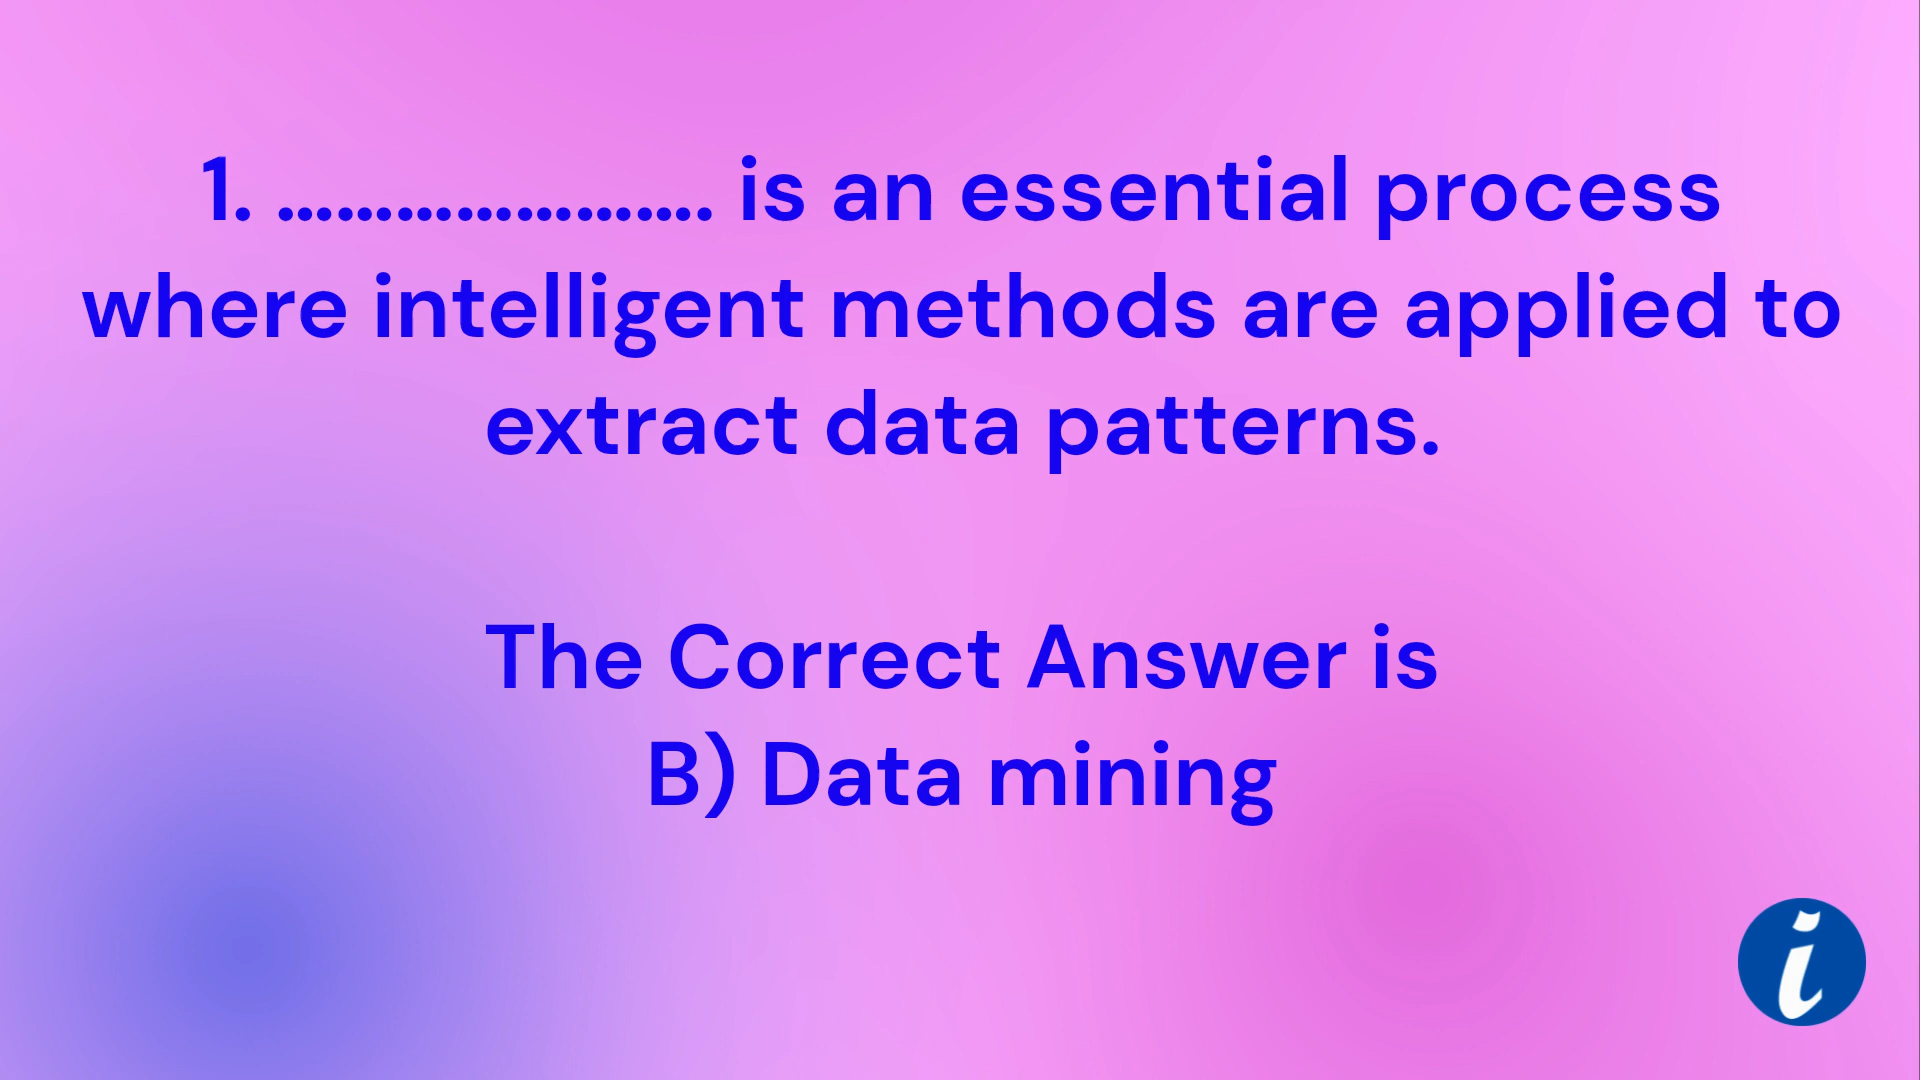 1. ...................... is an essential process
where intelligent methods are applied to
extract data patterns.
The Correct Answer is
B) Data mining
i